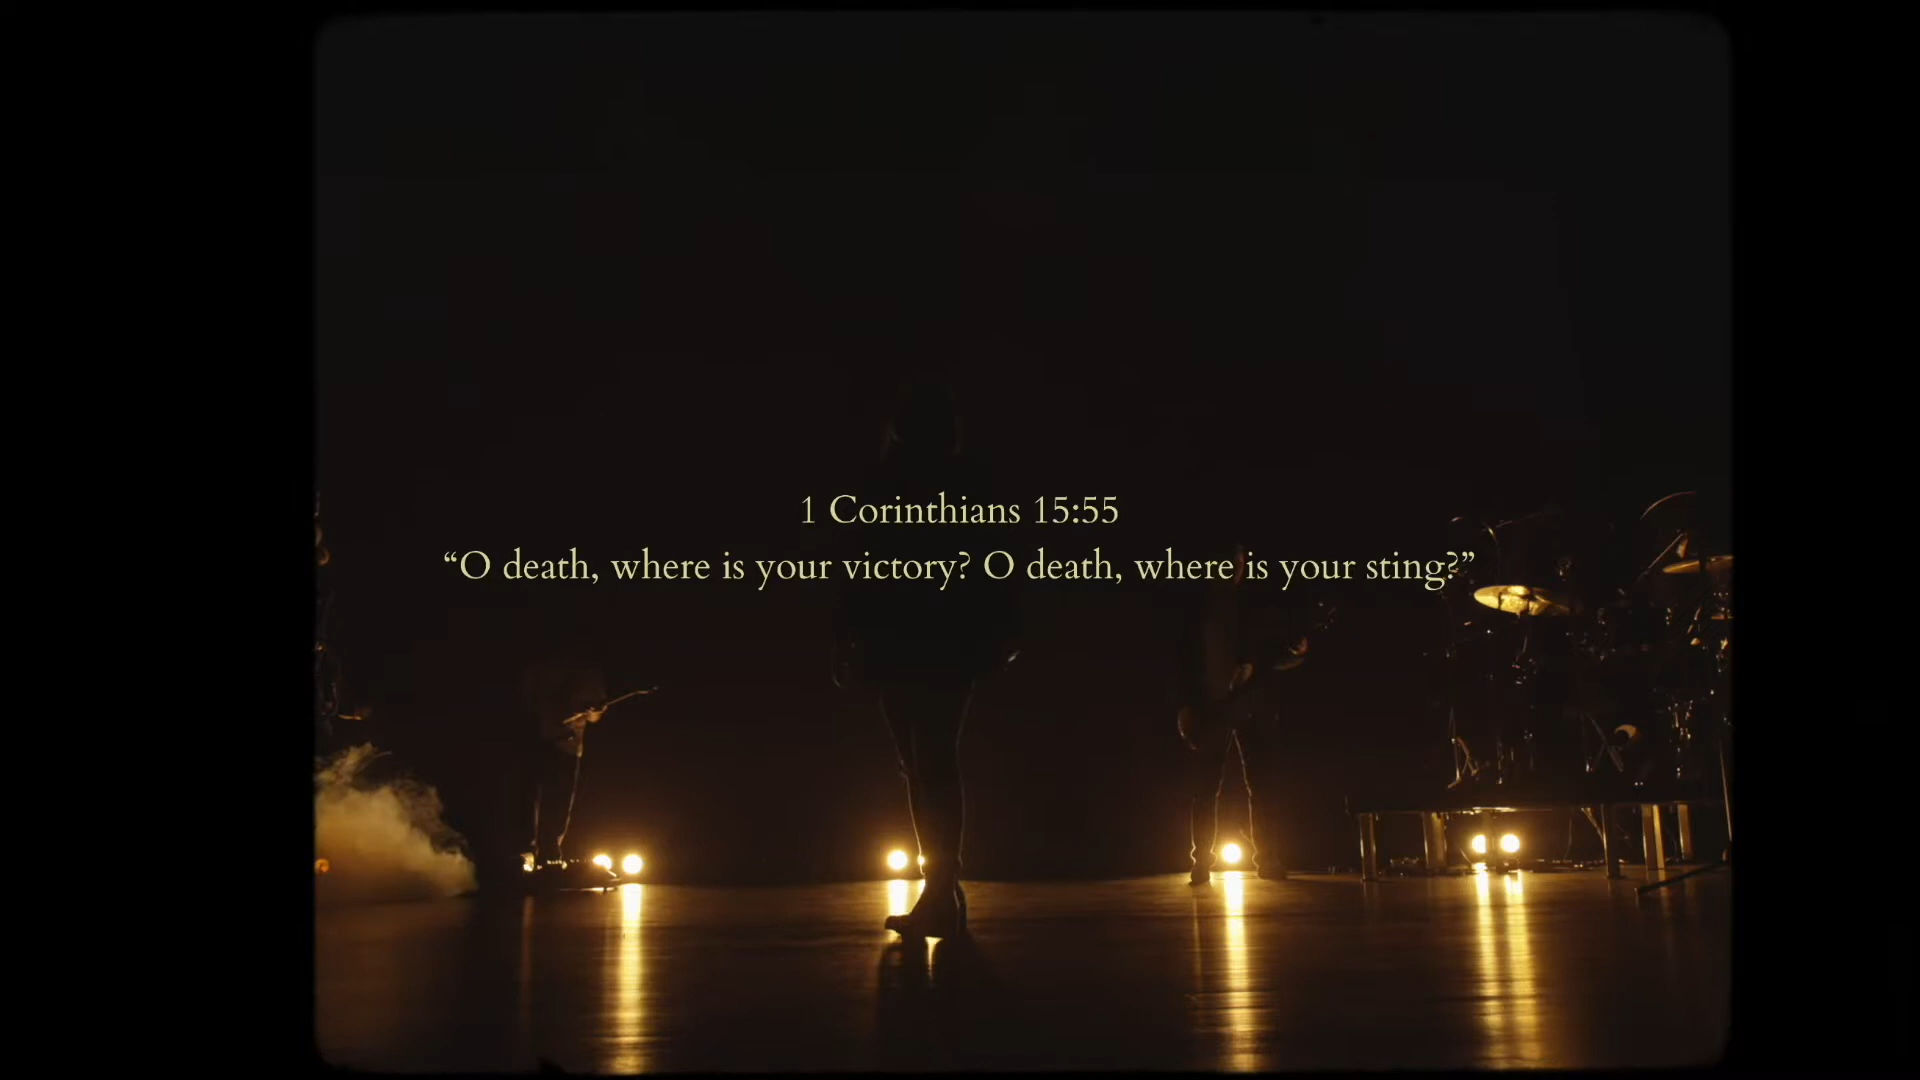 1 Corinthians 15:55
“O death, where is your victory? O death, where is your sting?”